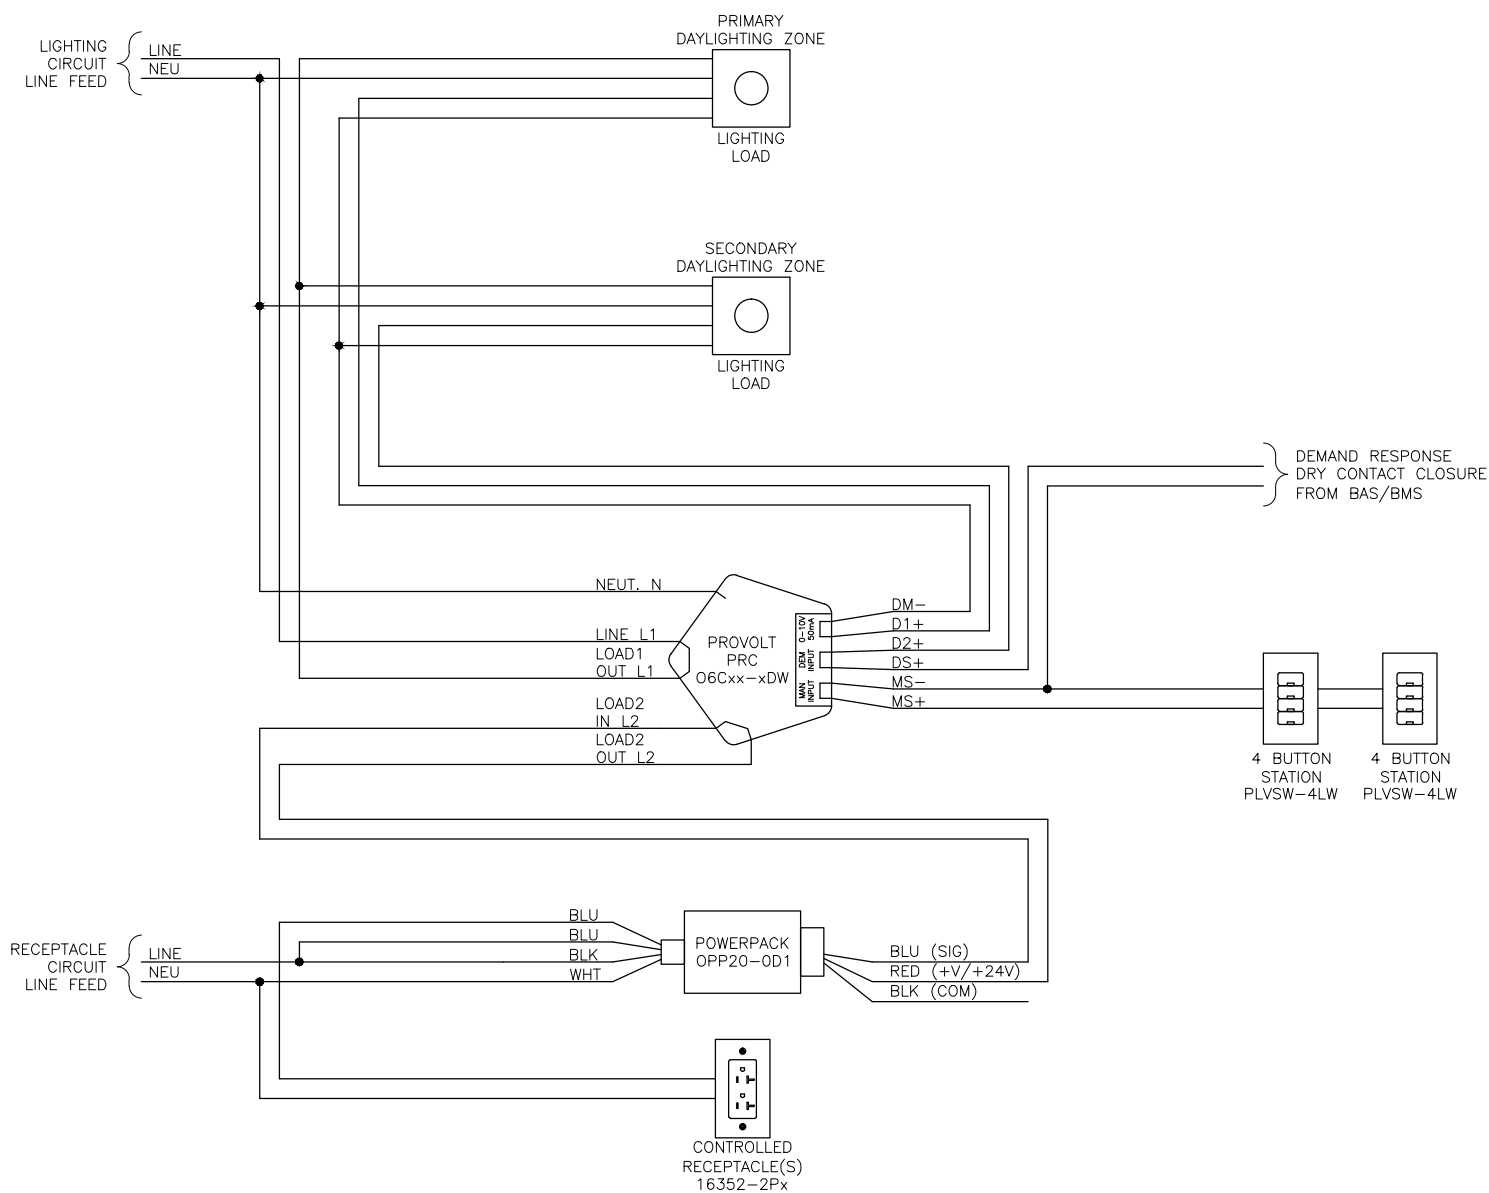 PRIMARY
DAYLIGHTING ZONE
LIGHTING
CIRCUIT
LINE FEED
LINE
NEU
LIGHTING
LOAD
SECONDARY
DAYLIGHTING ZONE
LIGHTING
LOAD
DEMAND RESPONSE
DRY CONTACT CLOSURE
FROM BAS/BMS
NEUT. N
LINE L1
LOAD1
OUT L1
LOAD2
IN L2
LOAD2
OUT L2
PROVOLT
PRC
O6Cxx-xDW
0-10V
50mA
DEM
INPUT
MAN
INPUT
DM-
D1+
D2+
DS+
MS-
MS+
4 BUTTON
STATION
PLVSW-4LW
4 BUTTON
STATION
PLVSW-4LW
RECEPTACLE
CIRCUIT
LINE FEED
LINE
NEU
BLU
BLU
BLK
WHT
POWERPACK
OPP20-0D1
BLU (SIG)
RED (+V/+24V)
BLK (COM)
CONTROLLED
RECEPTACLE(S)
16352-2Px